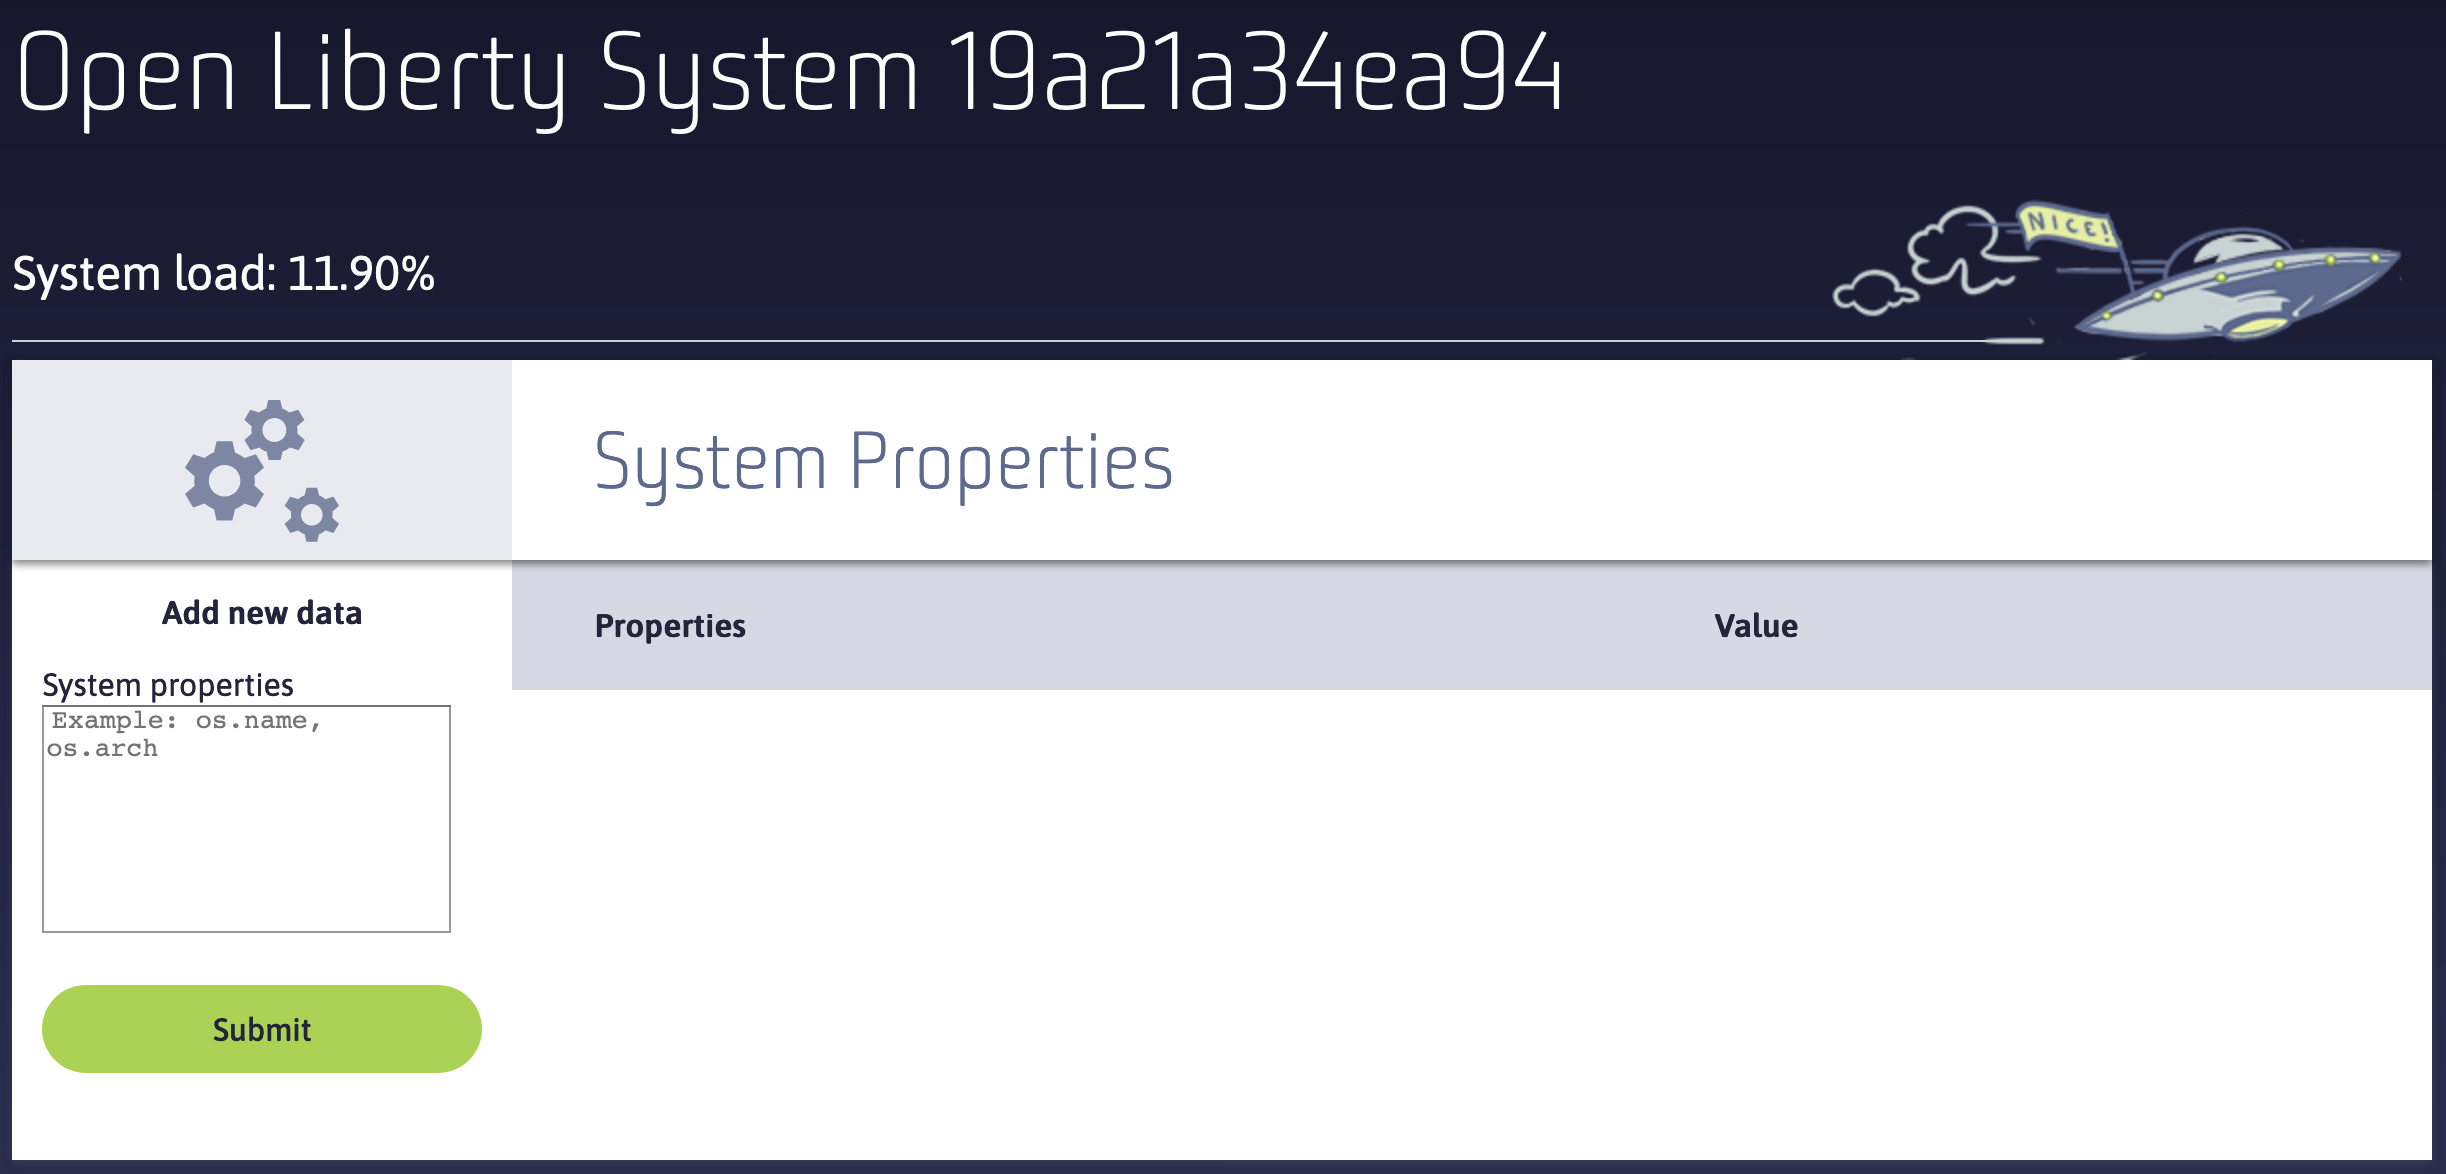 Open Liberty System 19a21a34ea94
NICE!
System load: 11.90%
System Properties
Add new data
Properties Value
System properties
Example: os.name,
os.arch
Submit